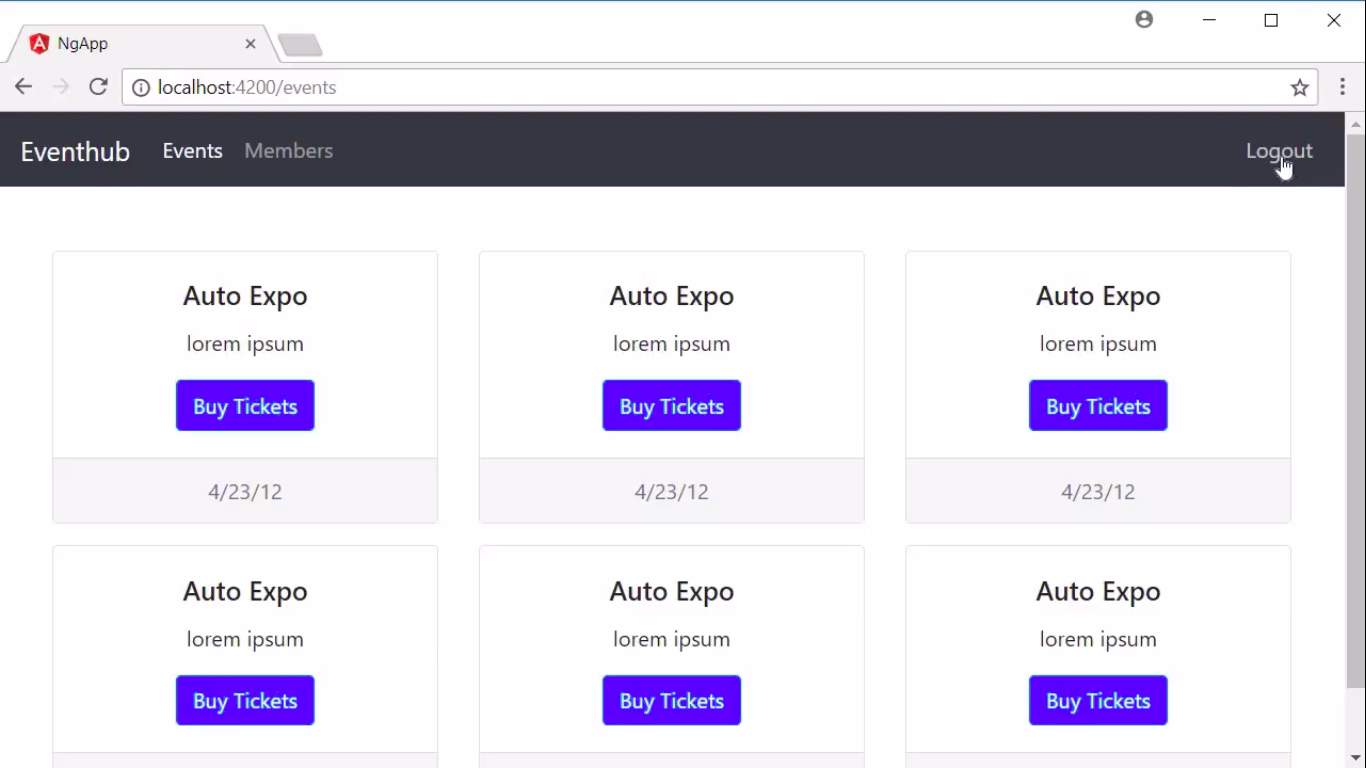 NgApp
localhost:4200/events
Eventhub Events Members Logout
Auto Expo Auto Expo Auto Expo
lorem ipsum lorem ipsum lorem ipsum
Buy Tickets Buy Tickets Buy Tickets
4/23/12 4/23/12 4/23/12
Auto Expo Auto Expo Auto Expo
lorem ipsum lorem ipsum lorem ipsum
Buy Tickets Buy Tickets Buy Tickets